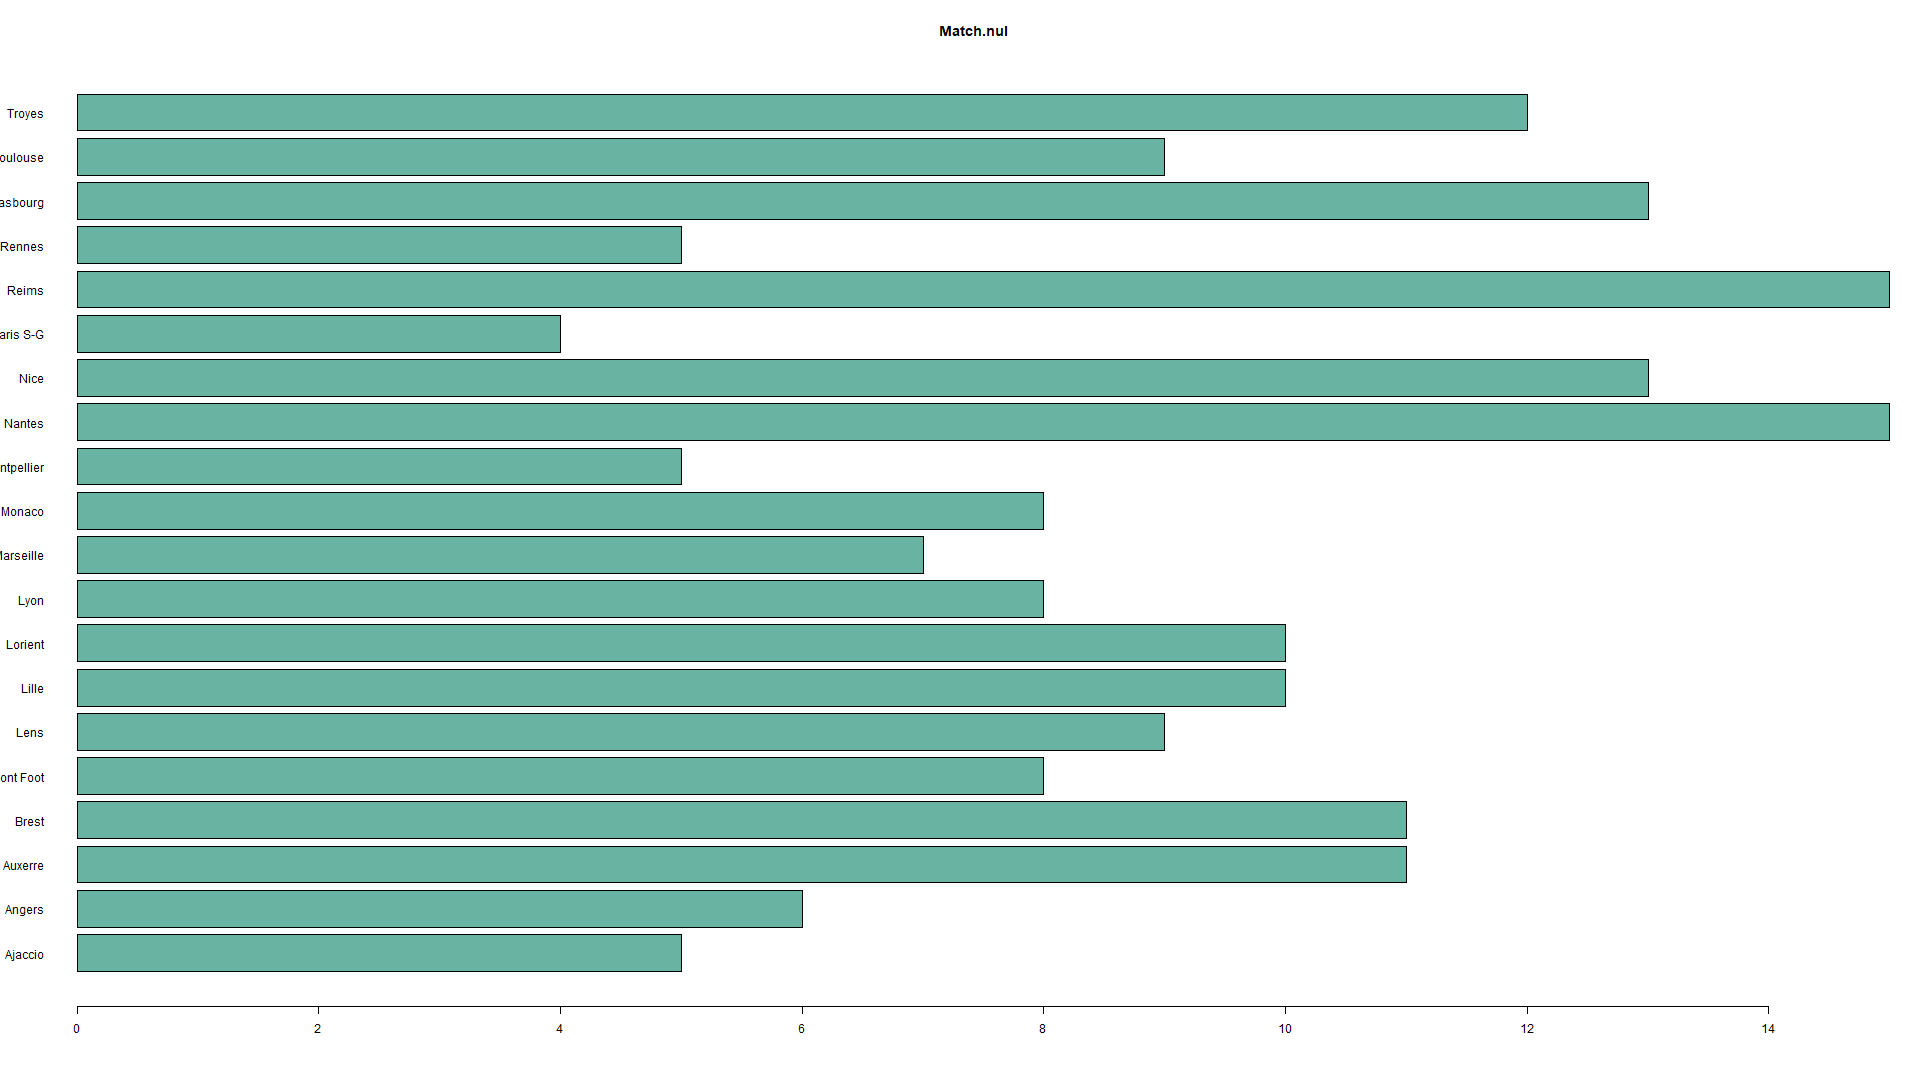 Match.nul
Troyes
oulouse
asbourg
Rennes
Reims
aris S-G
Nice
Nantes
ntpellier
Monaco
Marseille
Lyon
Lorient
Lille
Lens
ont Foot
Brest
Auxerre
Angers
Ajaccio
0 2 4 6 8 10 12 14